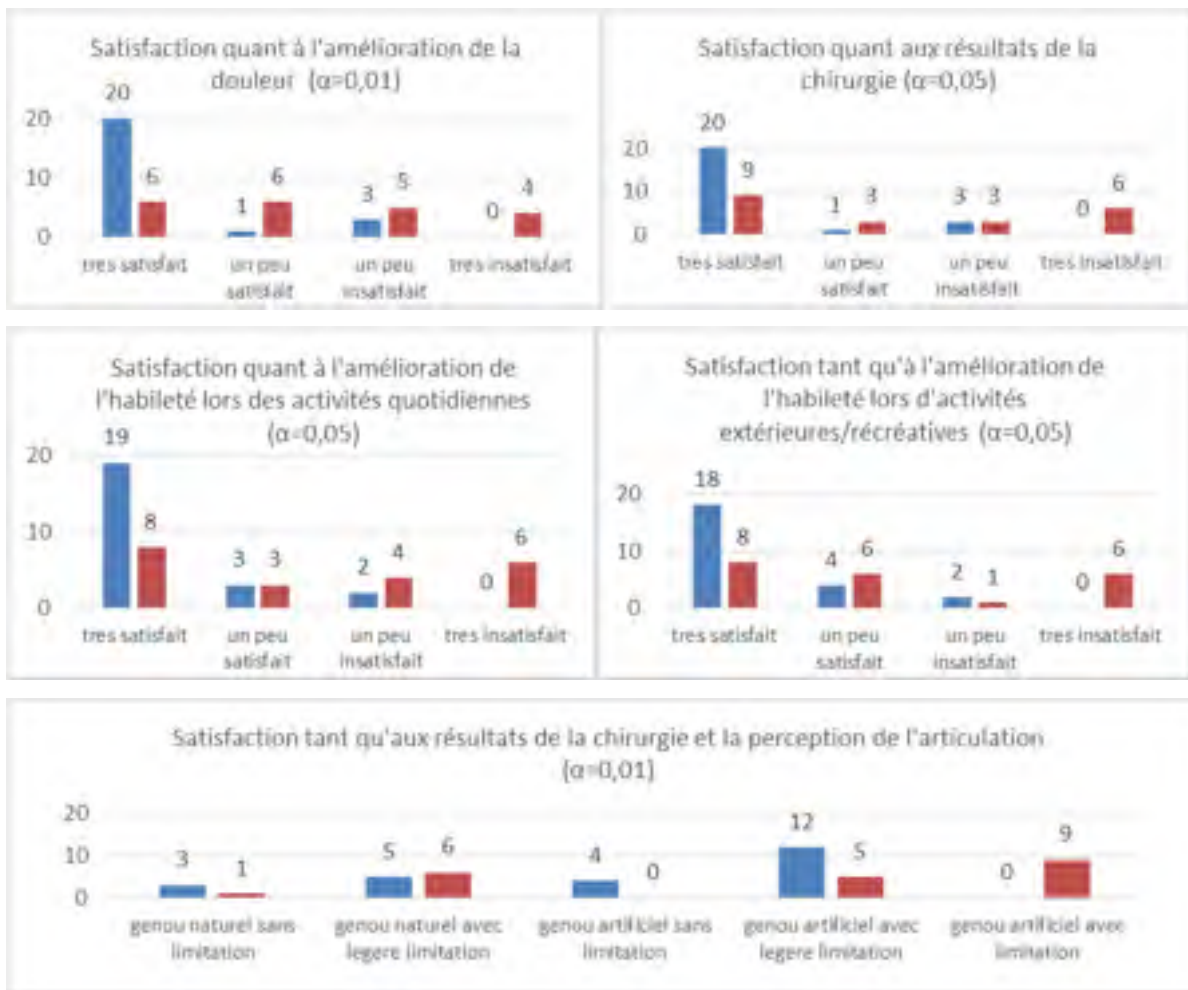 Satisfaction quant à l'amélioration de la
douleur (α=0,01)
20
20
6
1
6
3
5
0
4
10
0
tres satisfait
un peu
satisfait
un peu
insatisfait
tres insatisfait
Satisfaction quant aux résultats de la
chirurgie (α=0,05)
20
20
9
1
3
3
3
0
6
10
0
tres satisfait
un peu
satisfait
un peu
insatisfait
tres insatisfait
Satisfaction quant à l'amélioration de
l'habileté lors des activités quotidiennes
(α=0,05)
19
20
8
3
3
2
4
0
6
10
0
tres satisfait
un peu
satisfait
un peu
insatisfait
tres insatisfait
Satisfaction tant qu'à l'amélioration de
l'habileté lors d'activités
extérieures/récréatives (α=0,05)
18
20
8
4
6
2
1
0
6
10
0
tres satisfait
un peu
satisfait
un peu
insatisfait
tres insatisfait
Satisfaction tant qu'aux résultats de la chirurgie et la perception de l'articulation
(α=0,01)
20
10
0
3
1
5
6
4
0
12
5
0
9
genou naturel sans
limitation
genou naturel avec
legere limitation
genou artificiel sans
limitation
genou artificiel avec
legere limitation
genou artificiel avec
limitation